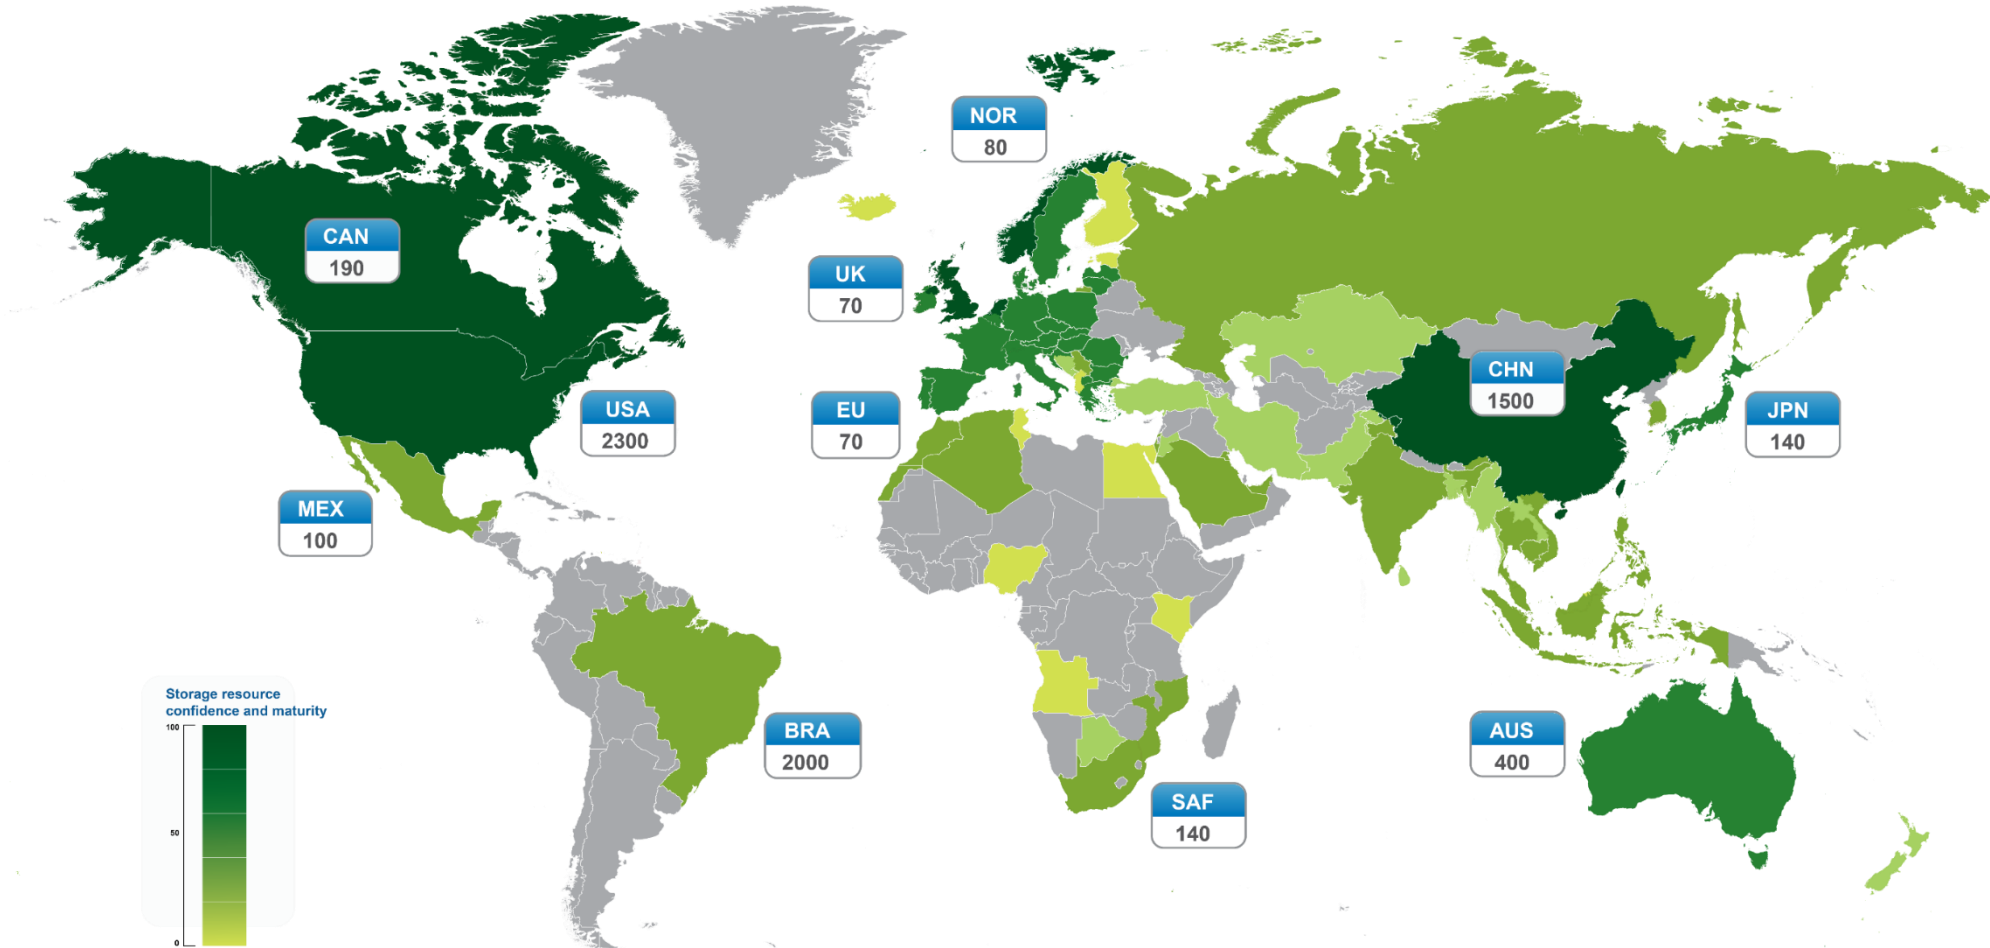 NOR
80
CAN
190
UK
70
CHN
1500
USA
2300
EU
70
JPN
140
MEX
100
Storage resource
confidence and maturity
100
50
0
BRA
2000
AUS
400
SAF
140